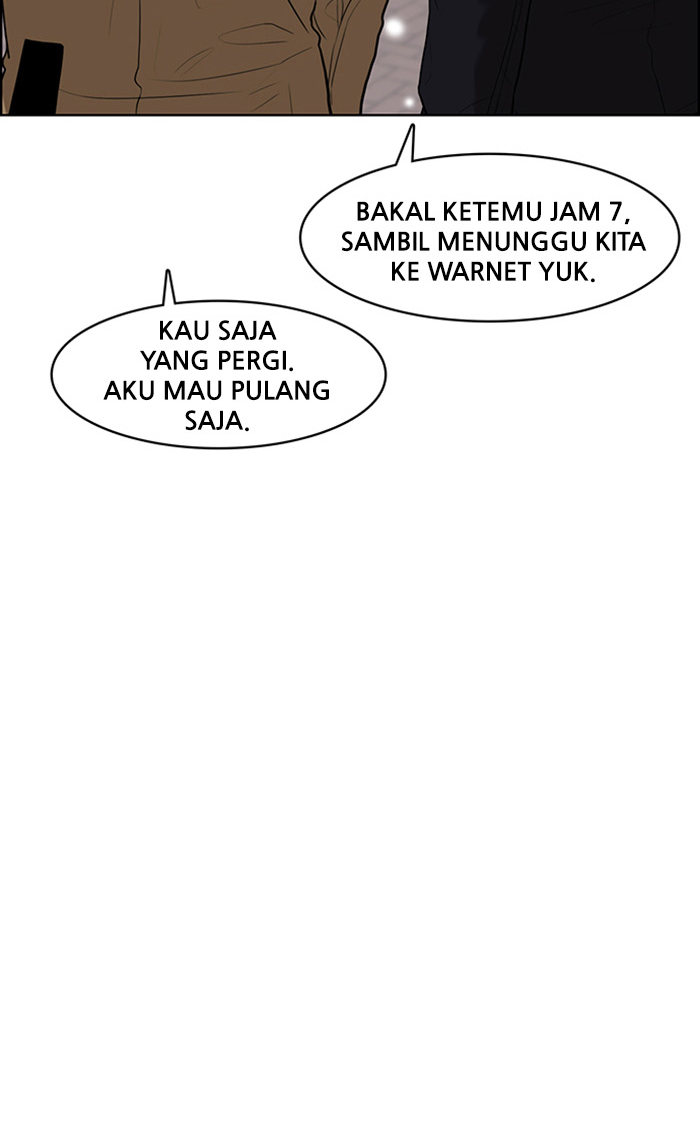 BAKAL KETEMU JAM 7,
SAMBIL MENUNGGU KITA
KE WARNET YUK.
KAU SAJA
YANG PERGI.
AKU MAU PULANG
SAJA.